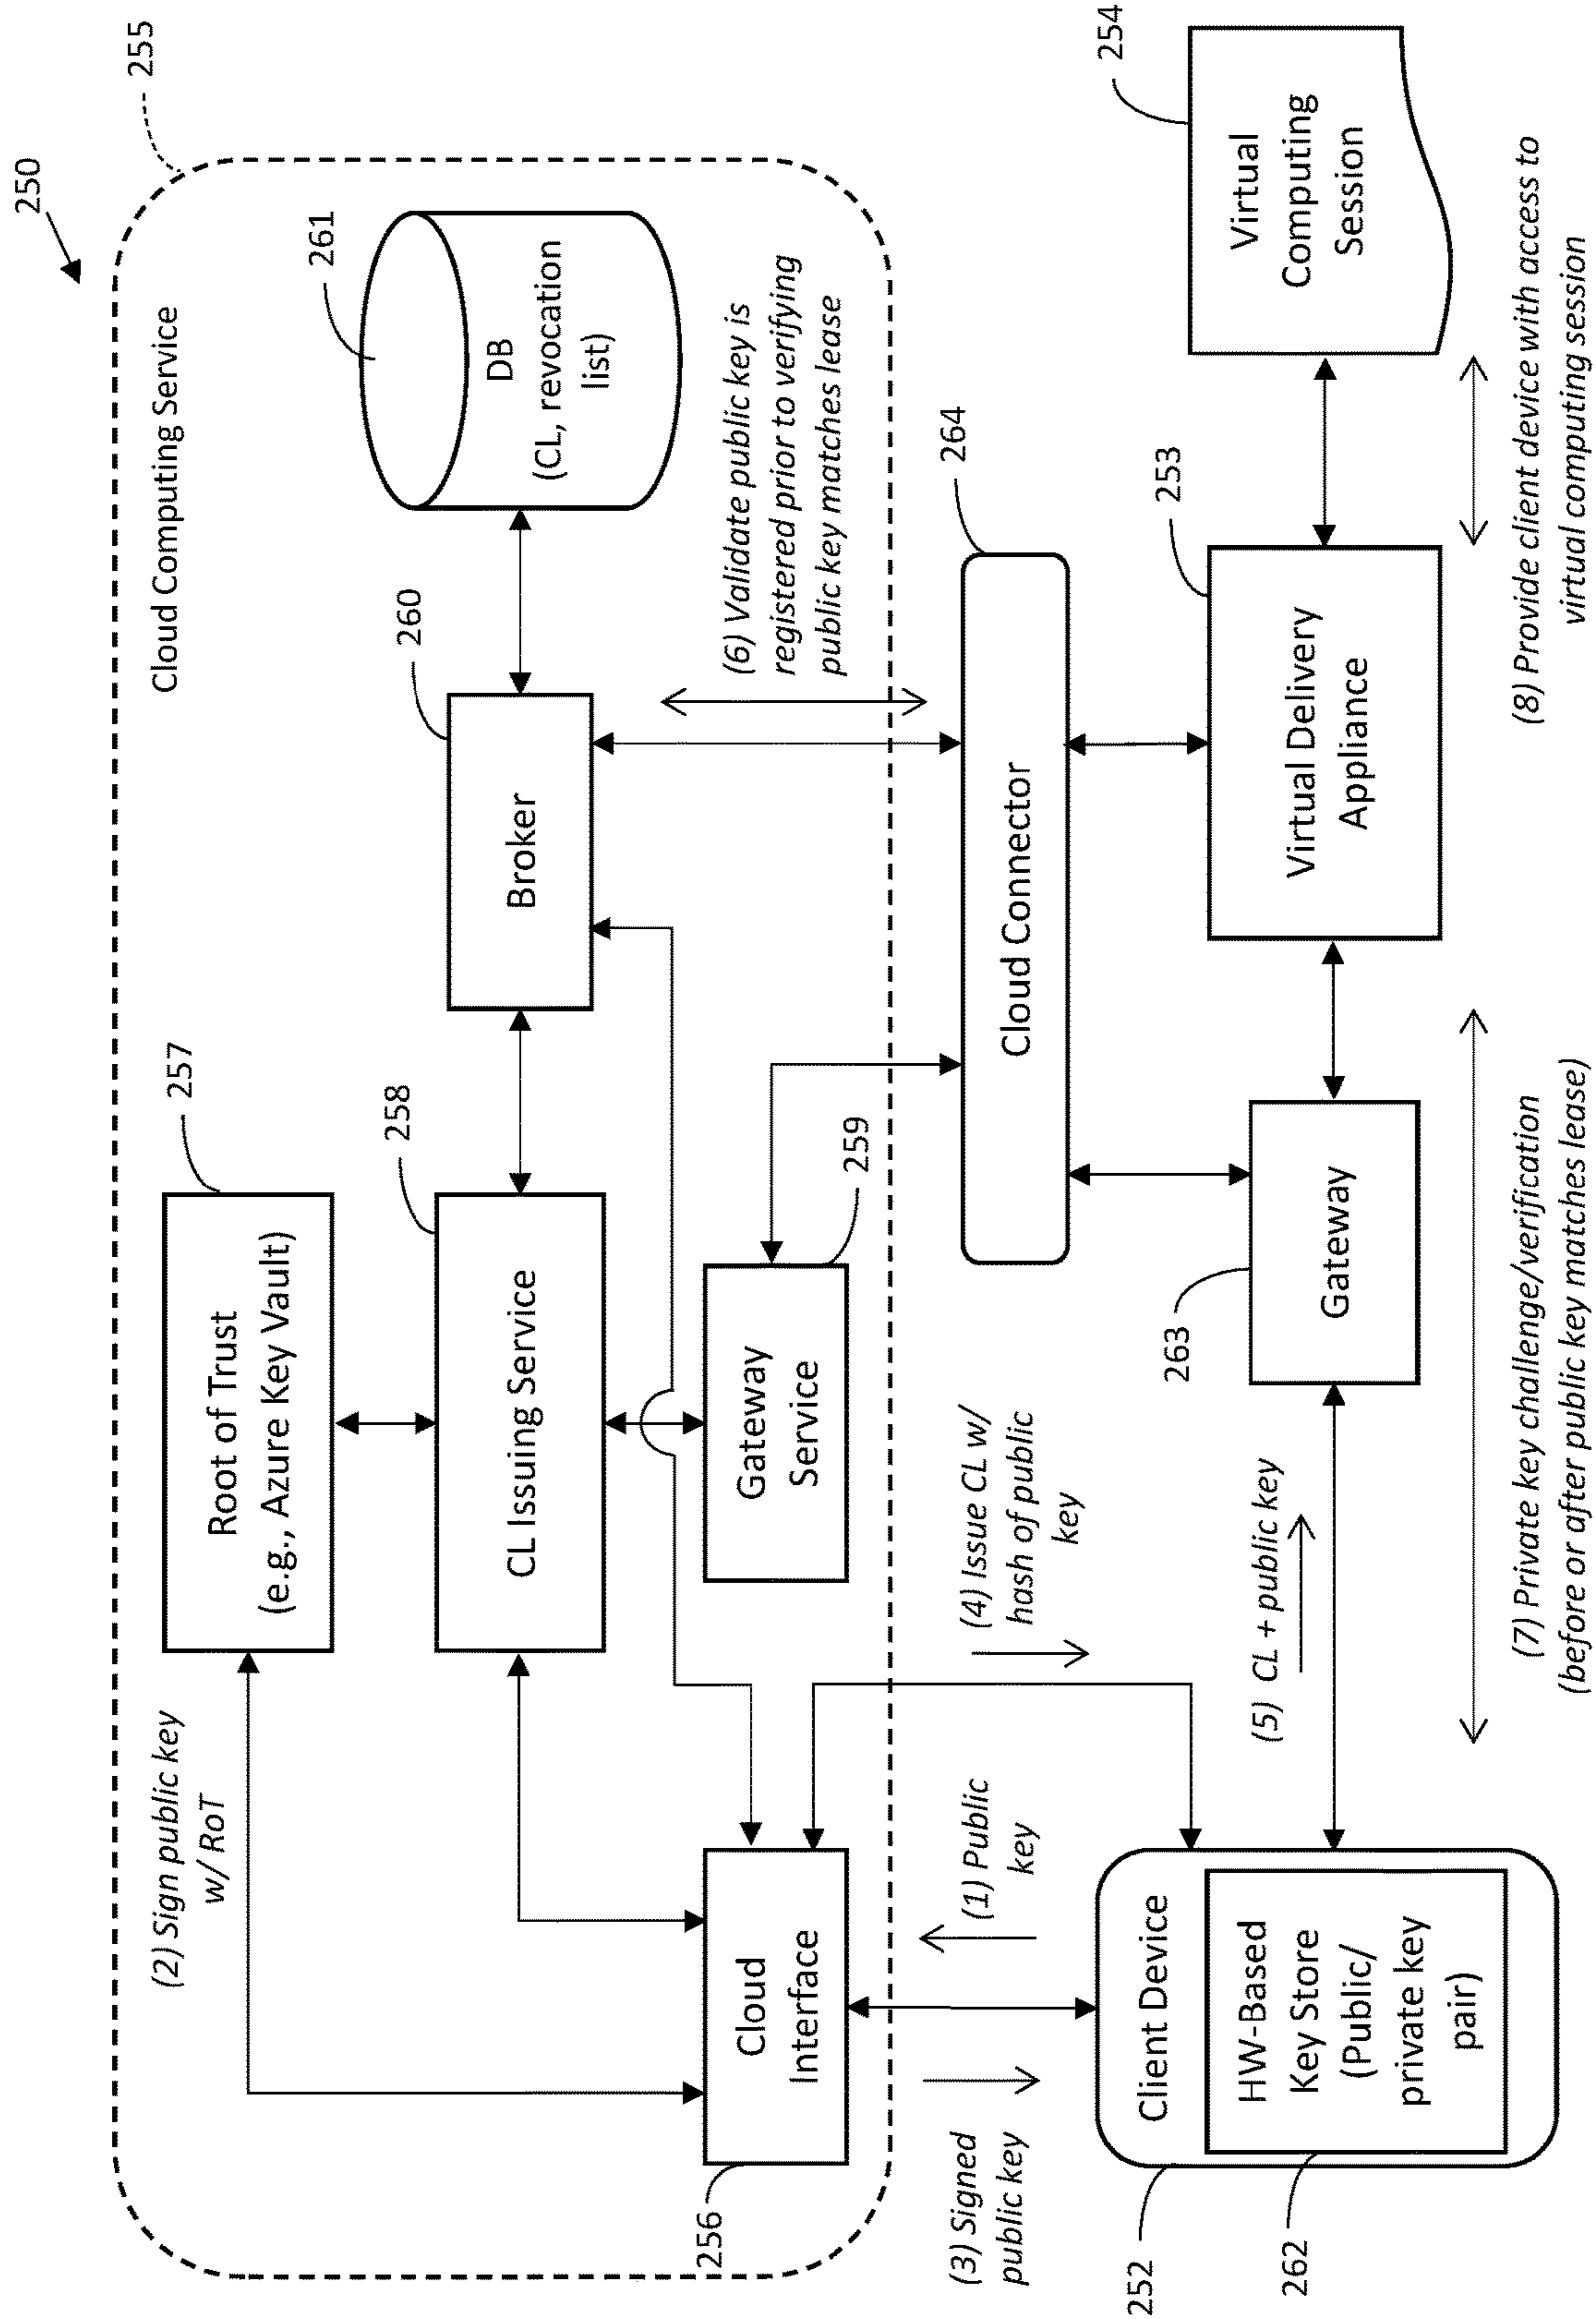 250
255
Cloud Computing Service
(2) Sign public key
w/ RoT
257
Root of Trust
(e.g., Azure Key Vault)
258
CL Issuing Service
260
Broker
261
DB
(CL, revocation
list)
256
Cloud
Interface
Gateway
Service
259
(6) Validate public key is
registered prior to verifying
public key matches lease
(3) Signed
public key
(1) Public
key
(4) Issue CL w/
hash of public
key
264
Cloud Connector
252
Client Device
262
HW-Based
Key Store
(Public/
private key
pair)
(5) CL + public key
263
Gateway
253
Virtual Delivery
Appliance
254
Virtual
Computing
Session
(7) Private key challenge/verification
(before or after public key matches lease)
(8) Provide client device with access to
virtual computing session